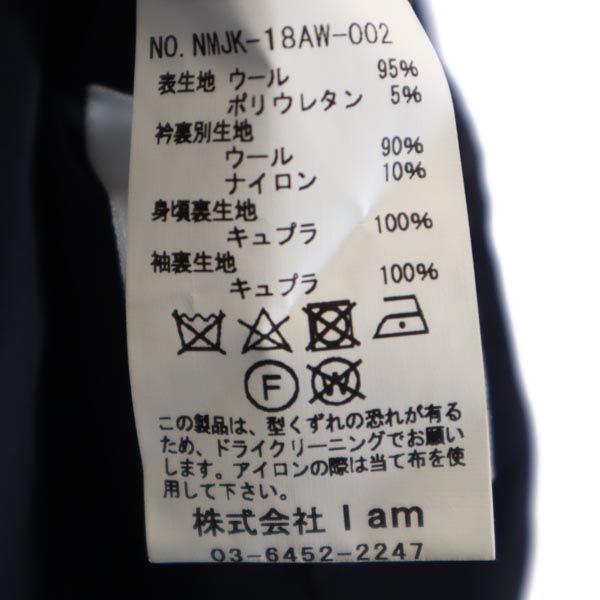 NO. NMJK-18AW-002
表生地 ウール 95%
ポリウレタン 5%
衿裏別生地
ウール 90%
ナイロン 10%
身頃裏生地
キュプラ 100%
袖裏生地
キュプラ 100%
F W
この製品は、型くずれの恐れが有る
ため、ドライクリーニングでお願い
します。アイロンの際は当て布を使
用して下さい。
株式会社 I am
03-6452-2247